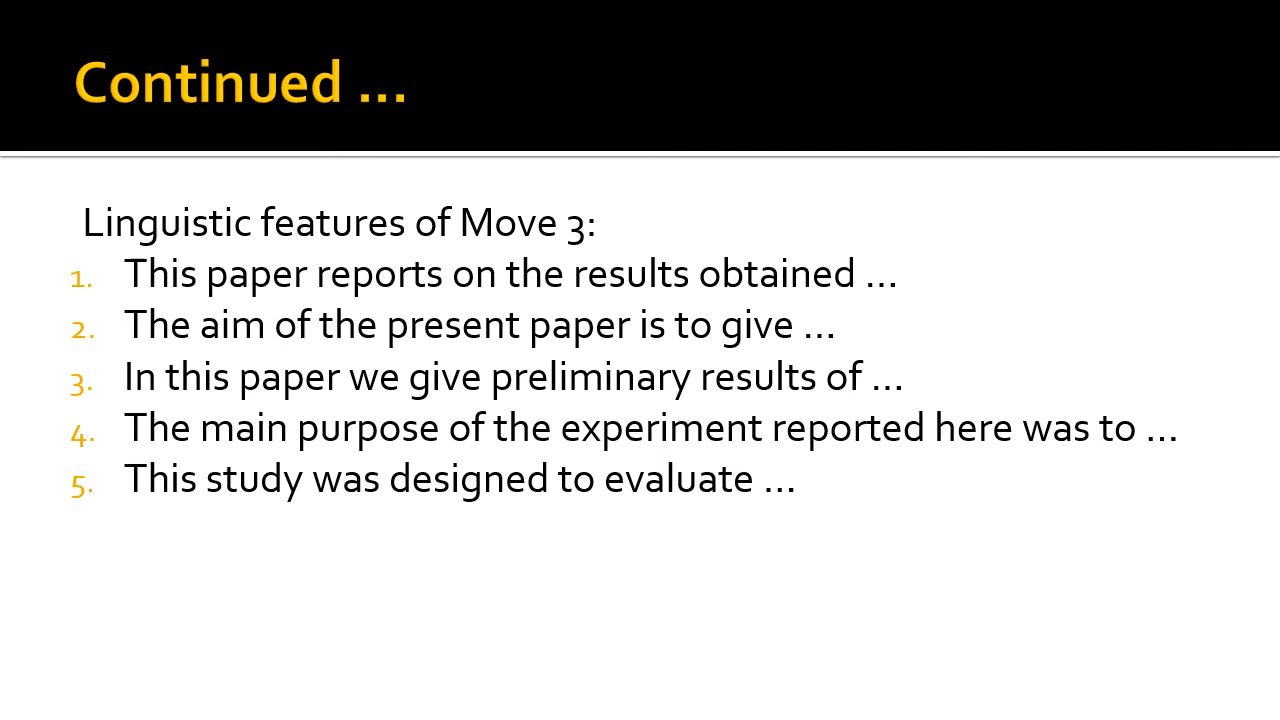 Continued ...
Linguistic features of Move 3:
1. This paper reports on the results obtained ...
2. The aim of the present paper is to give ...
3. In this paper we give preliminary results of ...
4. The main purpose of the experiment reported here was to ...
5. This study was designed to evaluate ...